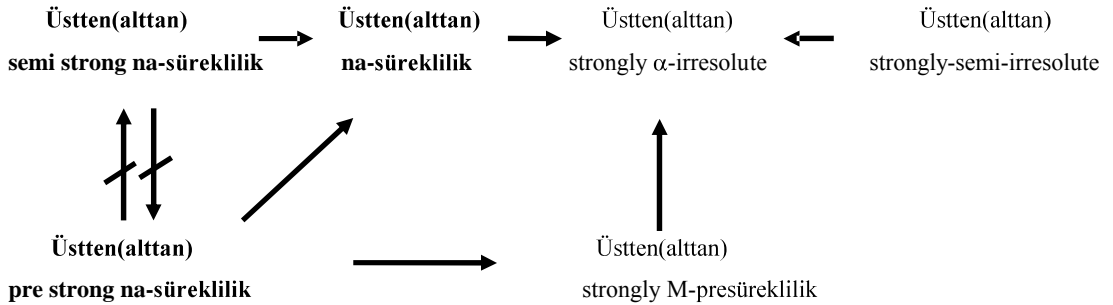 Üstten(alttan)
semi strong na-süreklilik
Üstten(alttan)
na-süreklilik
Üstten(alttan)
strongly α-irresolute
Üstten(alttan)
strongly-semi-irresolute
Üstten(alttan)
pre strong na-süreklilik
Üstten(alttan)
strongly M-presüreklilik